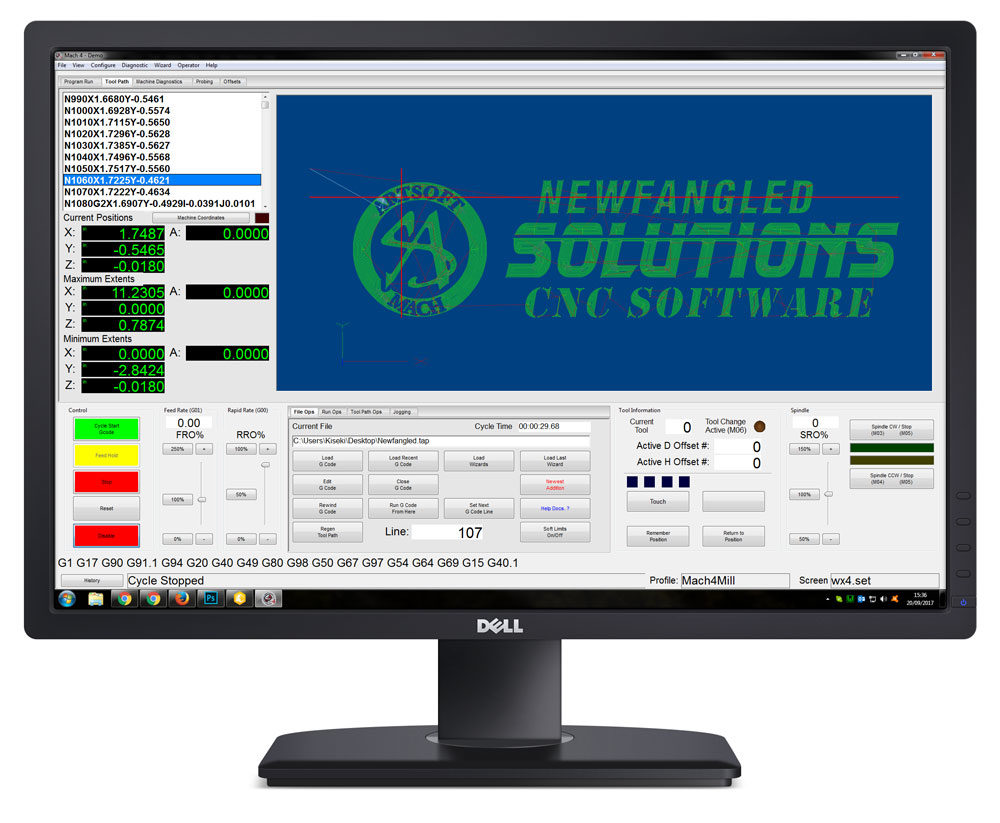 Mach 4 - Demo
File View Configure Diagnostic Wizard Operator Help
Program Run Tool Path Machine Diagnostics Probing Offsets
N990X1.6680Y-0.5461
N1000X1.6928Y-0.5574
N1010X1.7115Y-0.5650
N1020X1.7296Y-0.5628
N1030X1.7385Y-0.5627
N1040X1.7496Y-0.5568
N1050X1.7517Y-0.5560
N1060X1.7225Y-0.4621
N1070X1.7222Y-0.4634
N1080G2X1.6907Y-0.4929I-0.0391J0.0101
Current Positions Machine Coordinates
X: 1.7487 A: 0.0000
Y: -0.5465
Z: -0.0180
Maximum Extents
X: 11.2305 A: 0.0000
Y: 0.0000
Z: 0.7874
Minimum Extents
X: 0.0000 A: 0.0000
Y: -2.8424
Z: -0.0180
ARTSOFT
MACH
NEWFANGLED
SOLUTIONS
CNC SOFTWARE
Control
Cycle Start
Gcode
Feed Hold
Stop
Reset
Disable
Feed Rate (G01)
0.00
FRO%
250% +
100%
0% -
Rapid Rate (G00)
RRO%
100% +
50%
0% -
File Ops Run Ops Tool Path Ops Jogging
Current File Cycle Time 00:00:29.68
C:\Users\Kiseki\Desktop\Newfangled.tap
Load
G Code
Load Recent
G Code
Load
Wizards
Load Last
Wizard
Edit
G Code
Close
G Code
Newest
Addition
Rewind
G Code
Run G Code
From Here
Set Next
G Code Line
Help Docs. ?
Regen
Tool Path
Line: 107
Soft Limits
On/Off
Tool Information
Current
Tool
0
Tool Change
Active (M06)
Active D Offset #: 0
Active H Offset #: 0
Touch
Remember
Position
Return to
Position
Spindle
0
SRO%
150% +
100%
50% -
Spindle CW / Stop
(M03) (M05)
Spindle CCW / Stop
(M04) (M05)
G1 G17 G90 G91.1 G94 G20 G40 G49 G80 G98 G50 G67 G97 G54 G64 G69 G15 G40.1
History Cycle Stopped Profile: Mach4Mill Screen wx4.set
Ps
15:36
20/09/2017
DELL